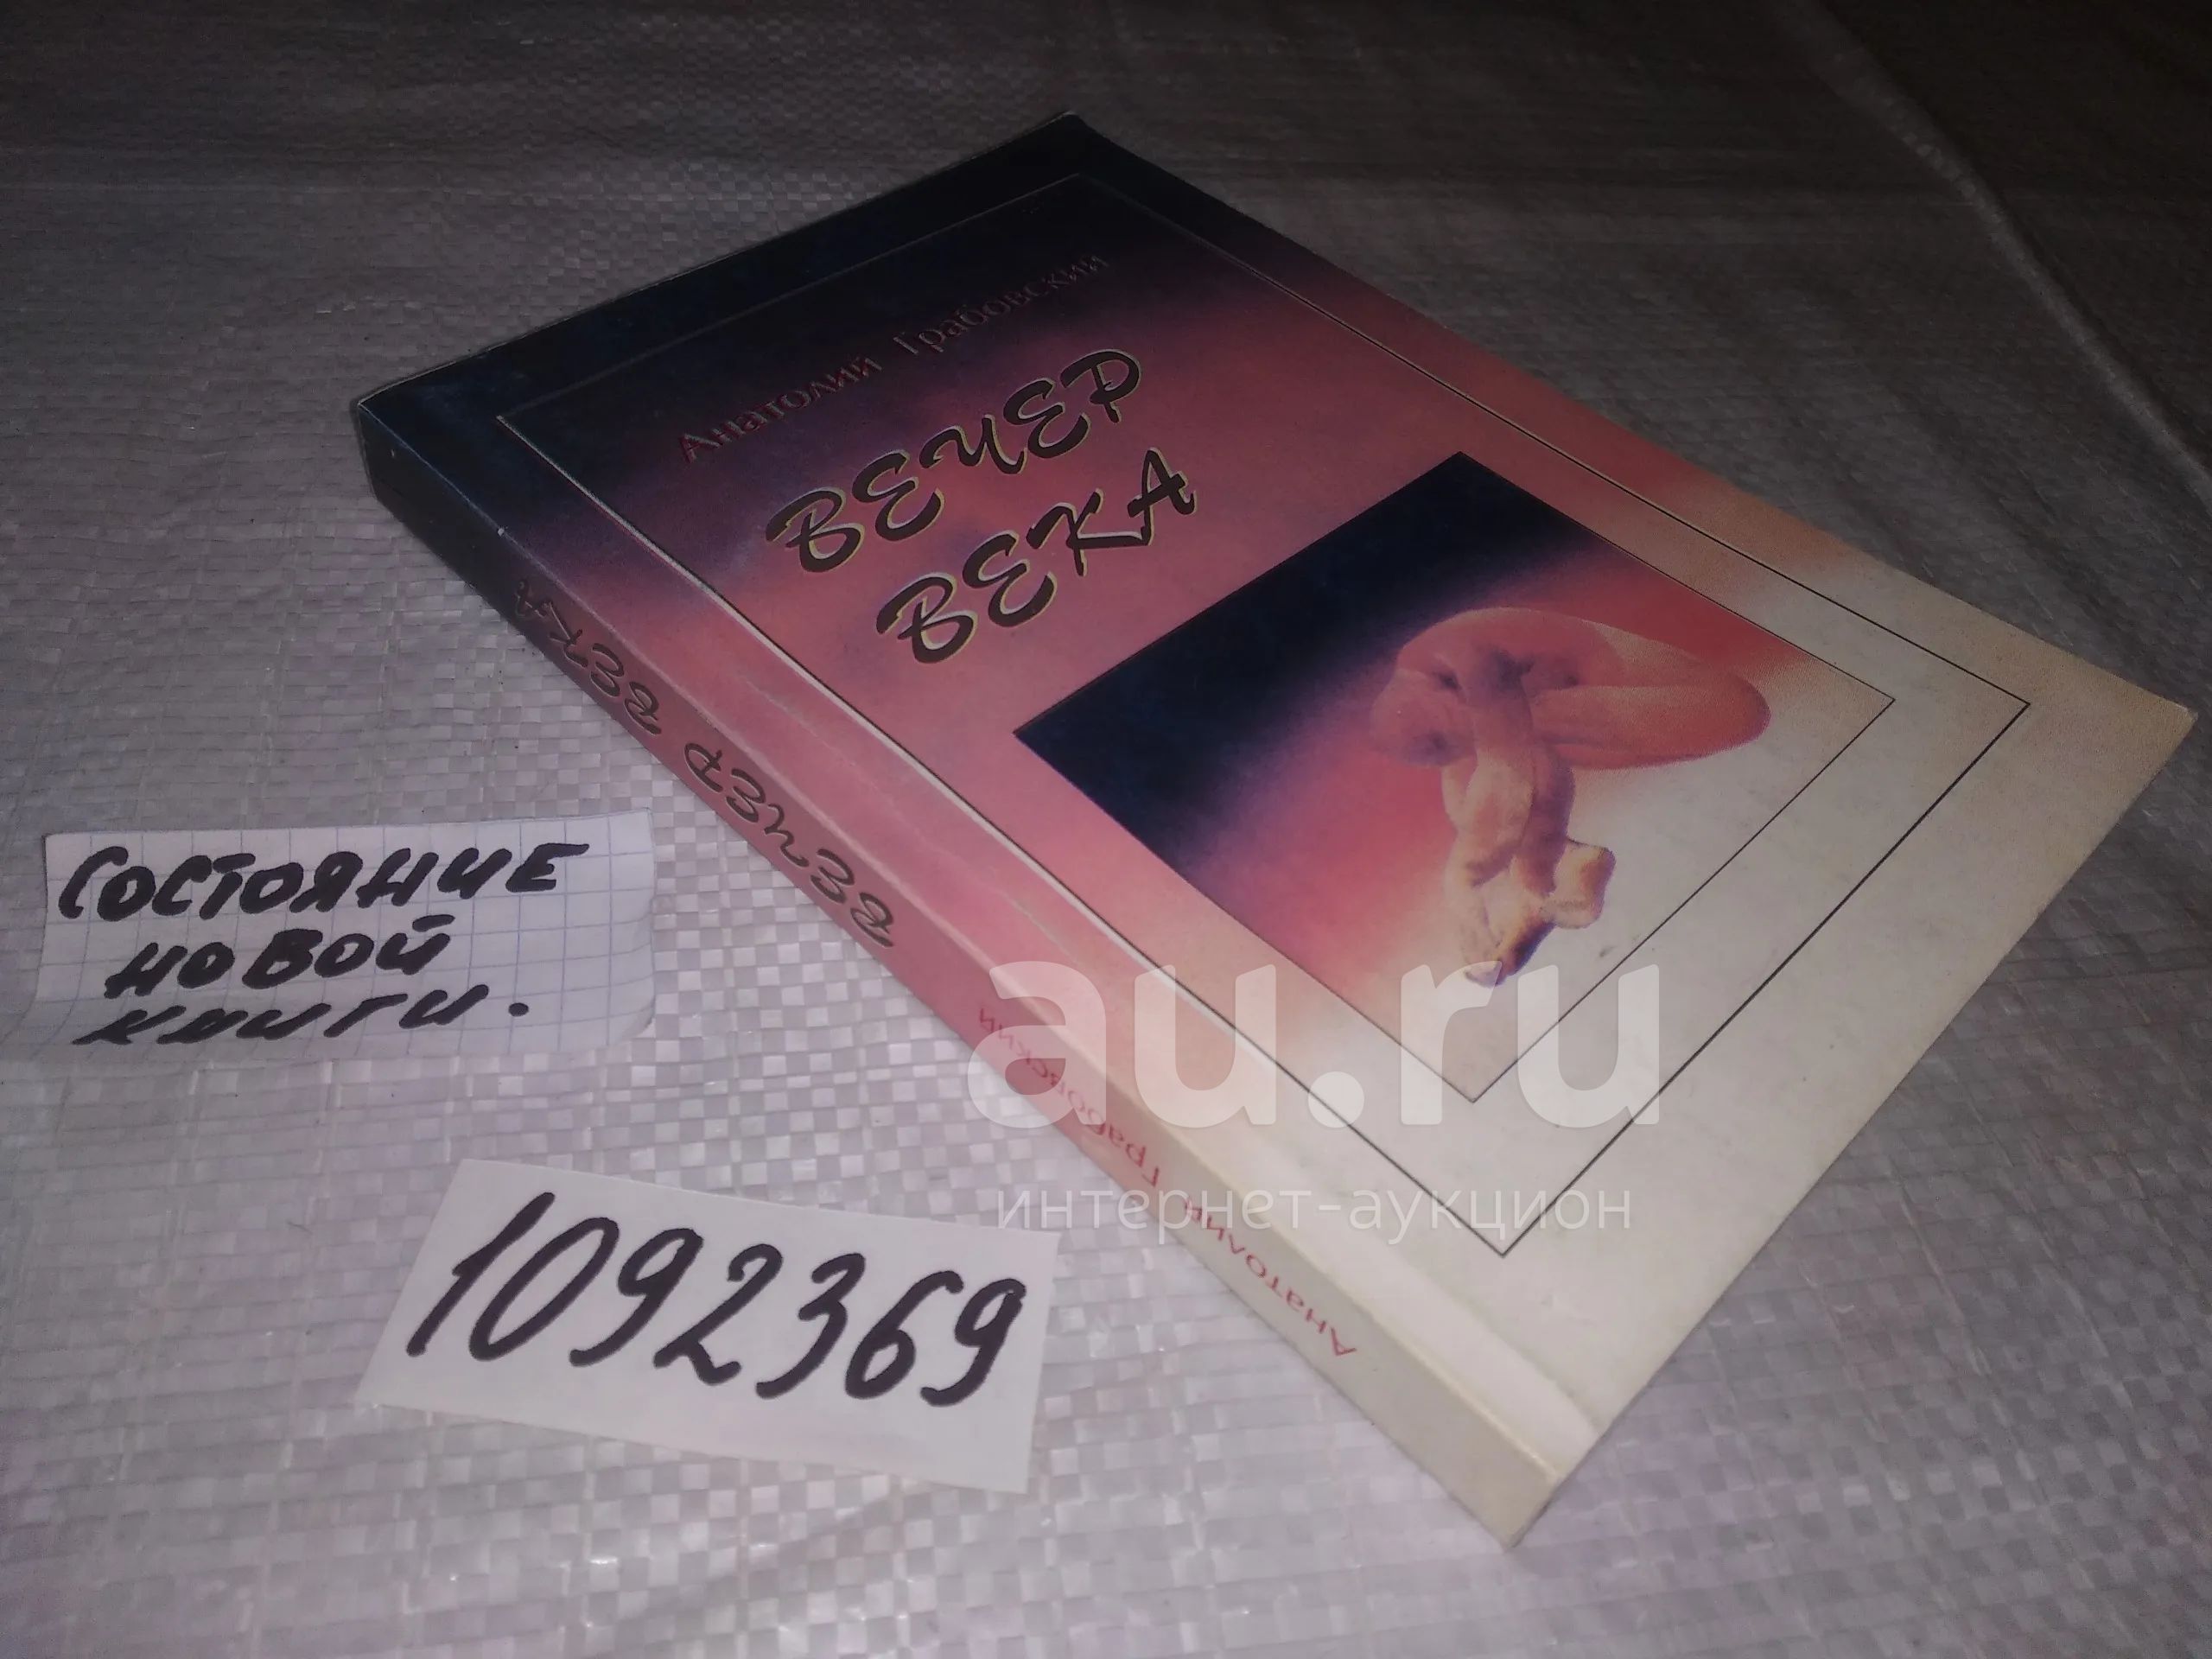 Анатолий Грабовский
ВЕЧЕР
ВЕКА
ВЕЧЕР ВЕКА
Анатолий Грабовский
СОСТОЯНИЕ
НОВОЙ
КНИГИ.
1092369
au.ru
интернет-аукцион